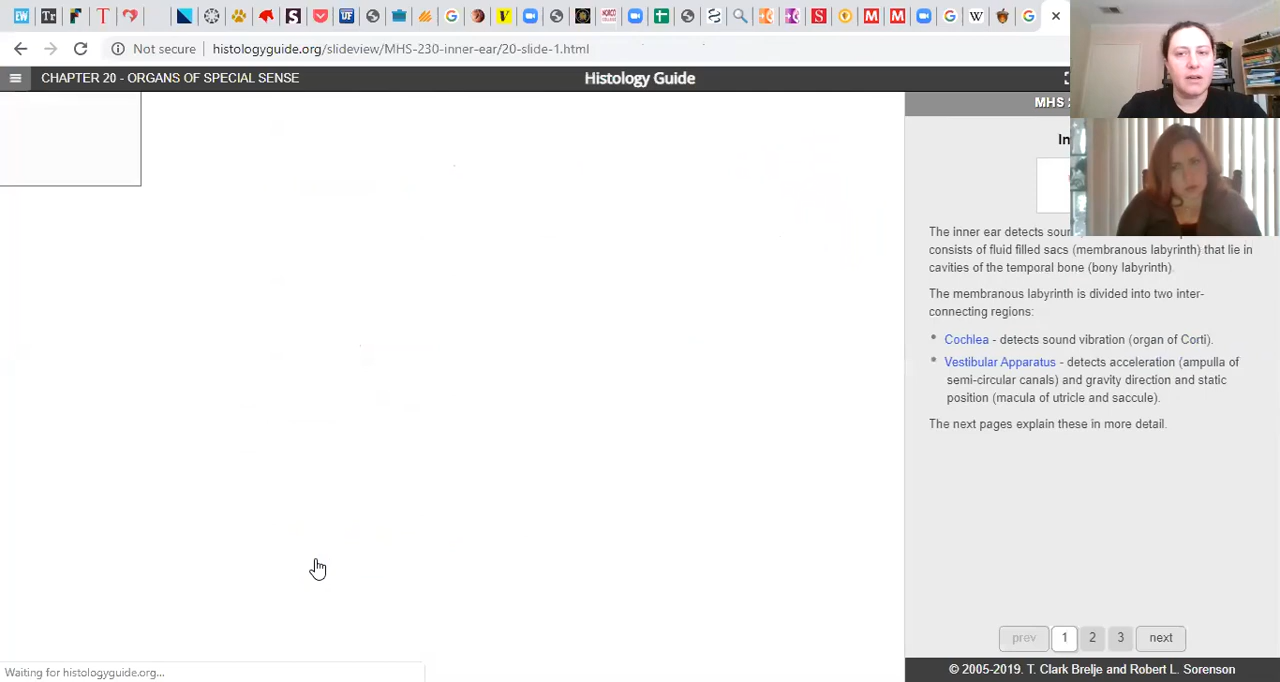 Not secure
histologyguide.org/slideview/MHS-230-inner-ear/20-slide-1.html
CHAPTER 20 - ORGANS OF SPECIAL SENSE
Histology Guide
MHS
In
The inner ear detects soun
consists of fluid filled sacs (membranous labyrinth) that lie in
cavities of the temporal bone (bony labyrinth).
The membranous labyrinth is divided into two inter-
connecting regions:
• Cochlea - detects sound vibration (organ of Corti).
• Vestibular Apparatus - detects acceleration (ampulla of
semi-circular canals) and gravity direction and static
position (macula of utricle and saccule).
The next pages explain these in more detail.
prev 1 2 3 next
Waiting for histologyguide.org...
© 2005-2019. T. Clark Brelje and Robert L. Sorenson